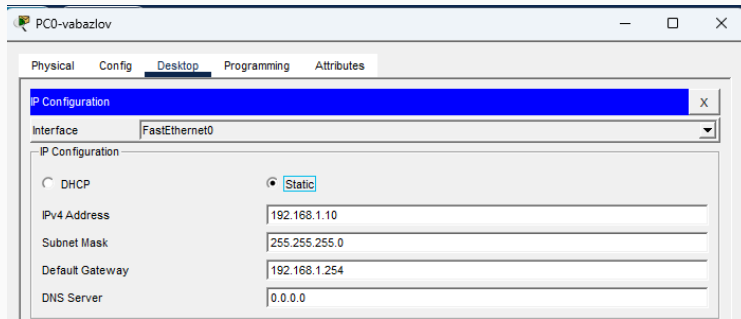 PC0-vabazlov
Physical Config Desktop Programming Attributes
IP Configuration X
Interface FastEthernet0
IP Configuration
DHCP Static
IPv4 Address 192.168.1.10
Subnet Mask 255.255.255.0
Default Gateway 192.168.1.254
DNS Server 0.0.0.0